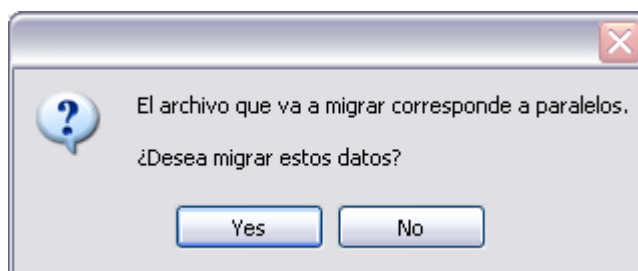 El archivo que va a migrar corresponde a paralelos.
¿Desea migrar estos datos?
Yes
No